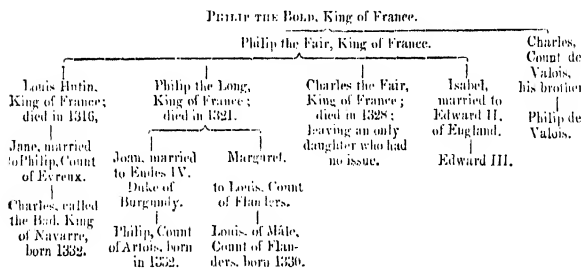 PHILIP THE BOLD, King of France.
Philip the Fair, King of France.
Charles,
Count de
Valois,
his brother
Philip de
Valois.
Louis Hutin,
King of France;
died in 1316.
Jane, married
to Philip, Count
of Evreux.
Charles, called
the Bad, King
of Navarre,
born 1332.
Philip the Long,
King of France;
died in 1321.
Joan, married
to Eudes IV.
Duke of
Burgundy.
Philip, Count
of Artois, born
in 1332.
Margaret,
to Louis, Count
of Flanders.
Louis, of Mâle,
Count of Flan-
ders, born 1330.
Charles the Fair,
King of France;
died in 1328;
leaving an only
daughter who had
no issue.
Isabel,
married to
Edward II.
of England.
Edward III.